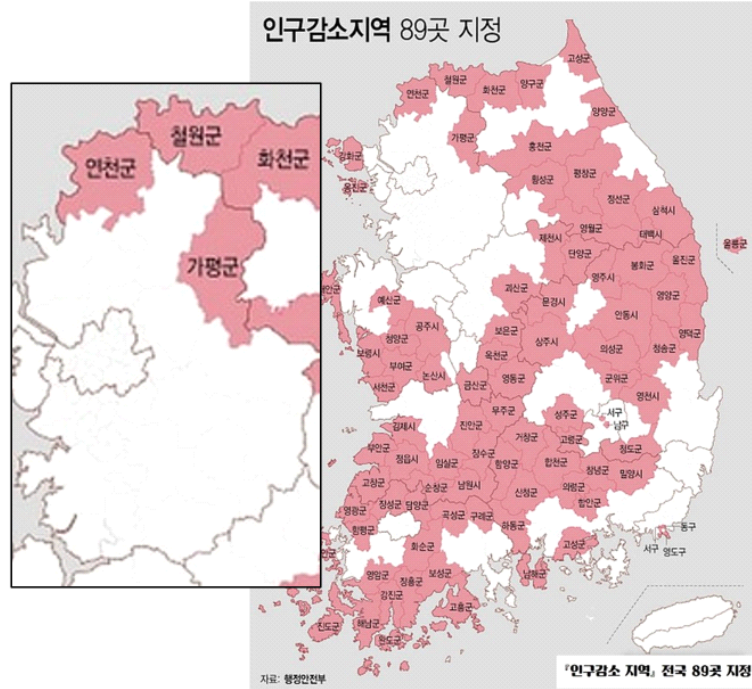 인구감소지역 89곳 지정
고성군
철원군
화천군
양구군
연천군
양양군
가평군
홍천군
강화군
옹진군
횡성군
평창군
정선군
삼척시
영월군
태백시
제천시
단양군
울릉군
영주시
봉화군
울진군
괴산군
문경시
예산군
태안군
영양군
안동시
공주시
청양군
보은군
상주시
의성군
청송군
영덕군
보령시
부여군
옥천군
논산시
금산군
영동군
서천군
군위군
영천시
무주군
성주군
서구
남구
김제시
진안군
거창군
고령군
청도군
부안군
정읍시
임실군
장수군
함양군
합천군
창녕군
밀양시
고창군
순창군
남원시
산청군
의령군
함안군
영광군
장성군
담양군
곡성군
구례군
하동군
함평군
화순군
고성군
동구
서구
영도구
영암군
장흥군
보성군
남해군
강진군
고흥군
진도군
해남군
완도군
철원군
연천군
화천군
가평군
자료: 행정안전부
『인구감소 지역』 전국 89곳 지정